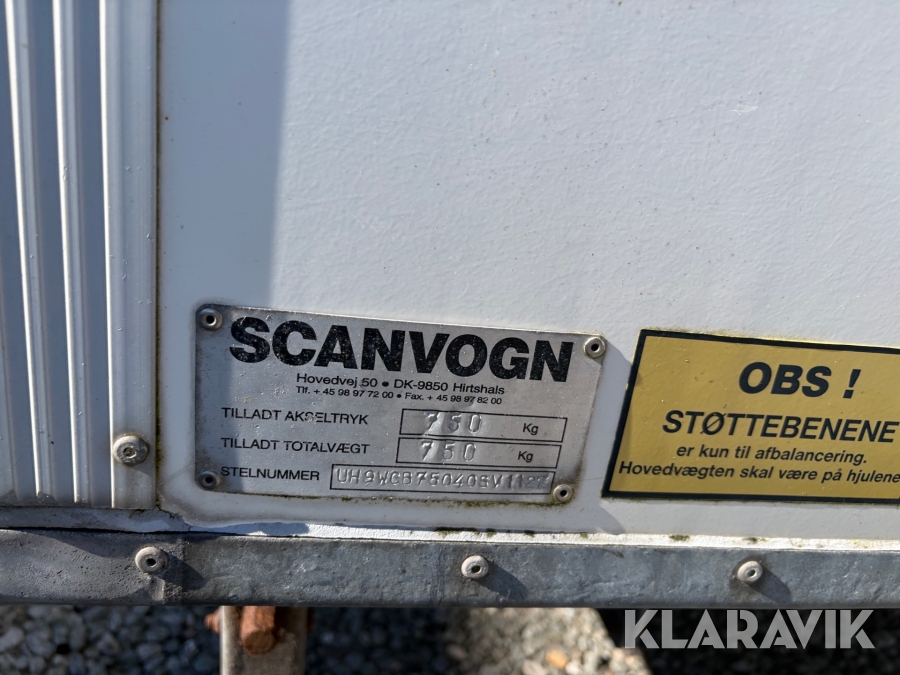 SCANVOGN
Hovedvej 50 • DK-9850 Hirtshals
Tlf. + 45 98 97 72 00 • Fax. + 45 98 97 82 00
TILLADT AKSELTRYK 750 Kg
TILLADT TOTALVÆGT 750 Kg
STELNUMMER
OBS !
STØTTEBENENE
er kun til afbalancering.
Hovedvægten skal være på hjulene
KLARAVIK